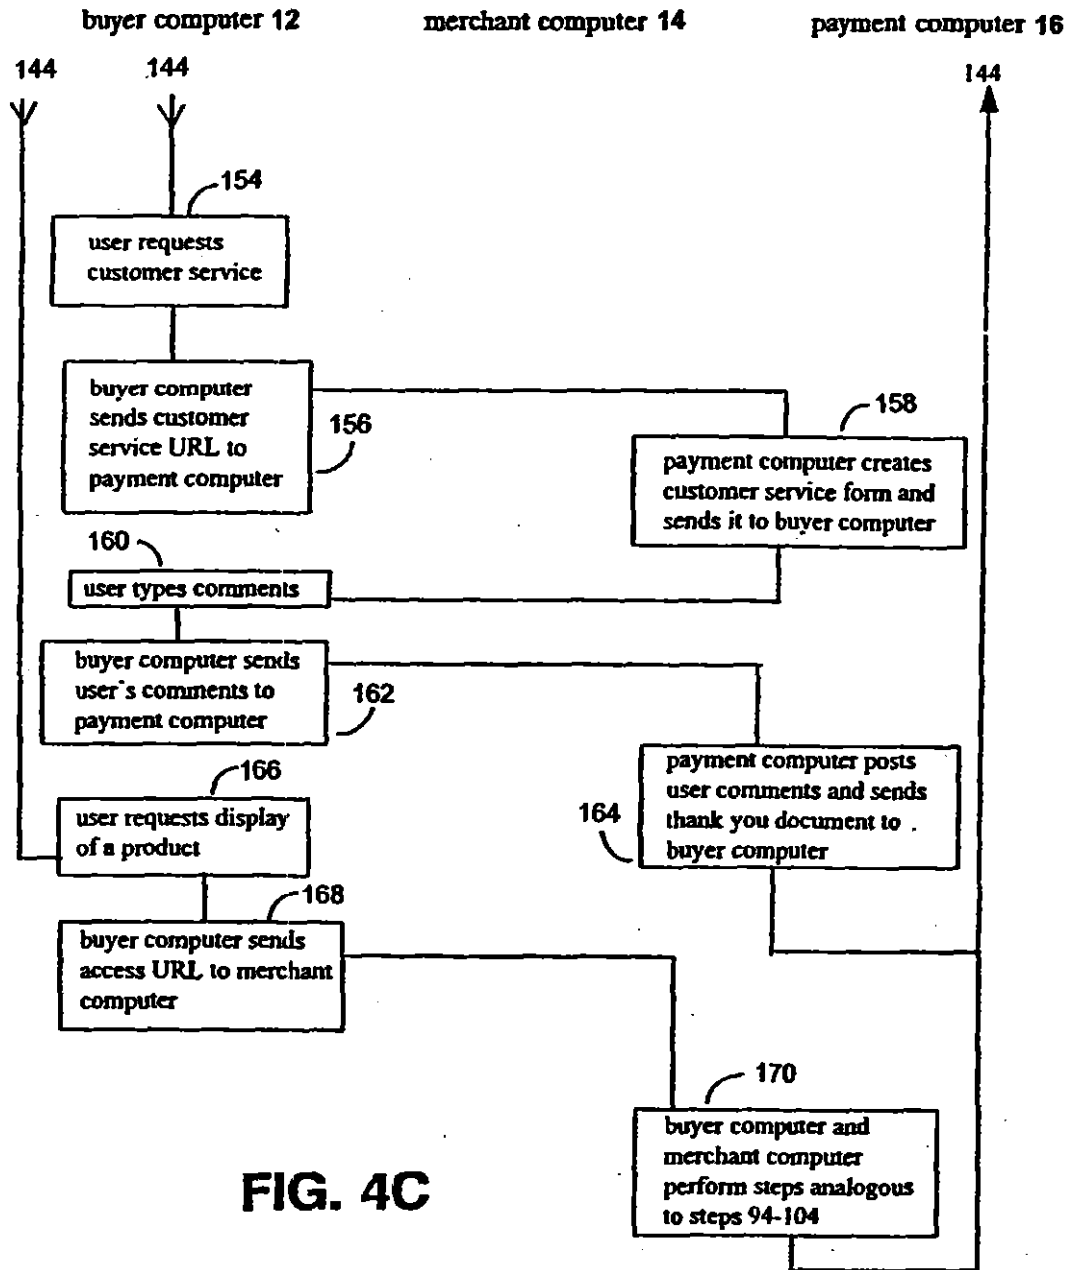 buyer computer 12
merchant computer 14
payment computer 16
144
144
144
154
user requests
customer service
buyer computer
sends customer
service URL to
payment computer
156
158
payment computer creates
customer service form and
sends it to buyer computer
160
user types comments
buyer computer sends
user's comments to
payment computer
162
payment computer posts
user comments and sends
thank you document to
buyer computer
164
166
user requests display
of a product
168
buyer computer sends
access URL to merchant
computer
170
buyer computer and
merchant computer
perform steps analogous
to steps 94-104
FIG. 4C